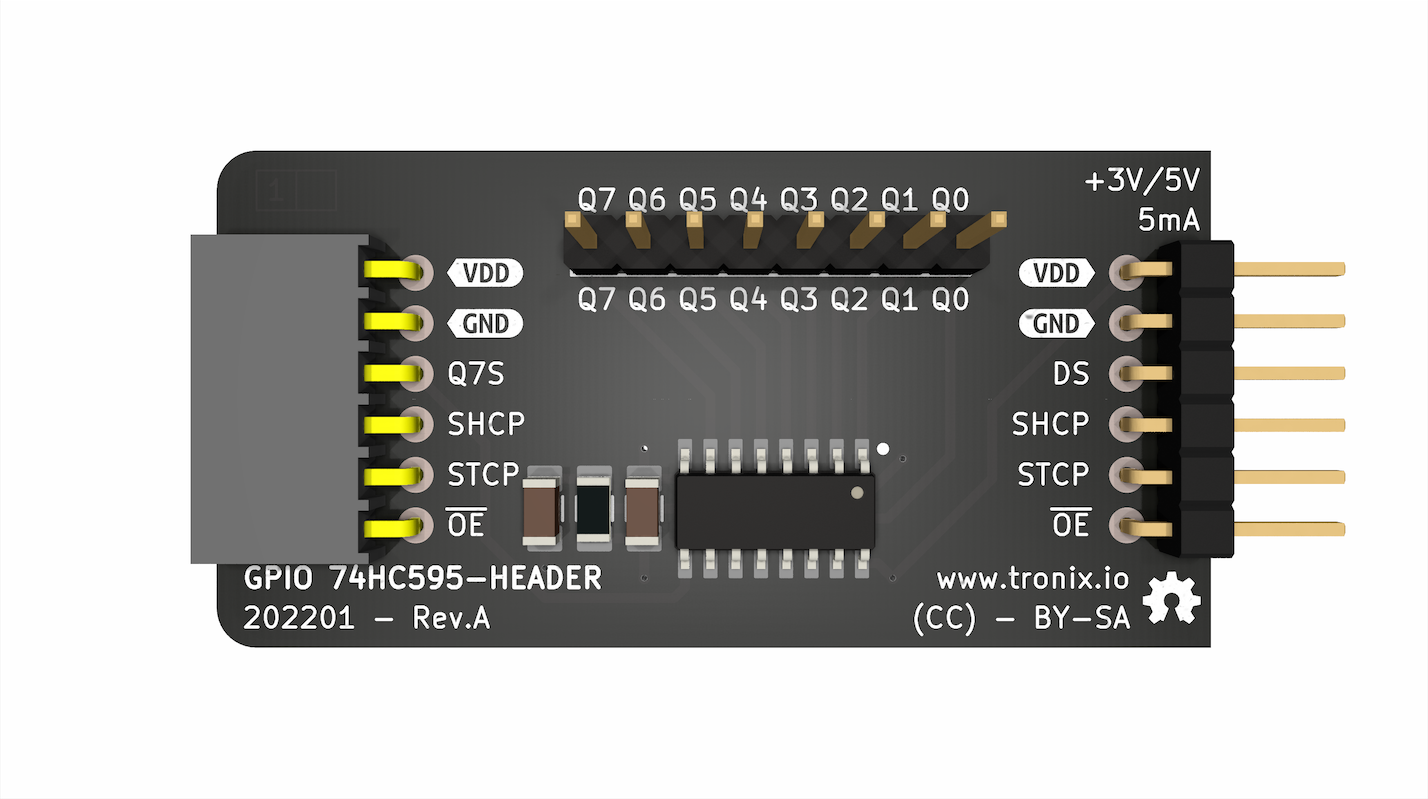 1
+3V/5V
5mA
Q7 Q6 Q5 Q4 Q3 Q2 Q1 Q0
Q7 Q6 Q5 Q4 Q3 Q2 Q1 Q0
VDD
GND
Q7S
SHCP
STCP
O̅E̅
VDD
GND
DS
SHCP
STCP
O̅E̅
GPIO 74HC595-HEADER
202201 - Rev.A
www.tronix.io
(CC) - BY-SA